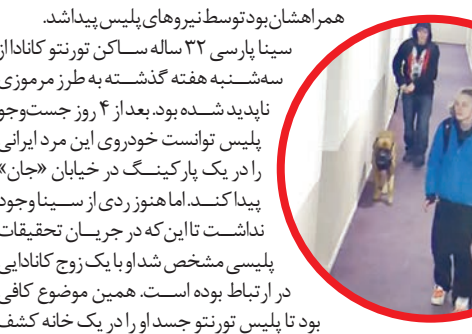 همراهشان بود توسط نیروهای پلیس پیدا شد.
سینا پارسی ۳۲ ساله ساکن تورنتو کانادا از
سه‌شنبه هفته گذشته به طرز مرموزی
ناپدید شده بود. بعد از ۴ روز جست‌وجو
پلیس توانست خودروی این مرد ایرانی
را در یک پارکینگ در خیابان «جان»
پیدا کند. اما هنوز ردی از سینا وجود
نداشت تا این که در جریان تحقیقات
پلیسی مشخص شد او با یک زوج کانادایی
در ارتباط بوده است. همین موضوع کافی
بود تا پلیس تورنتو جسد او را در یک خانه کشف